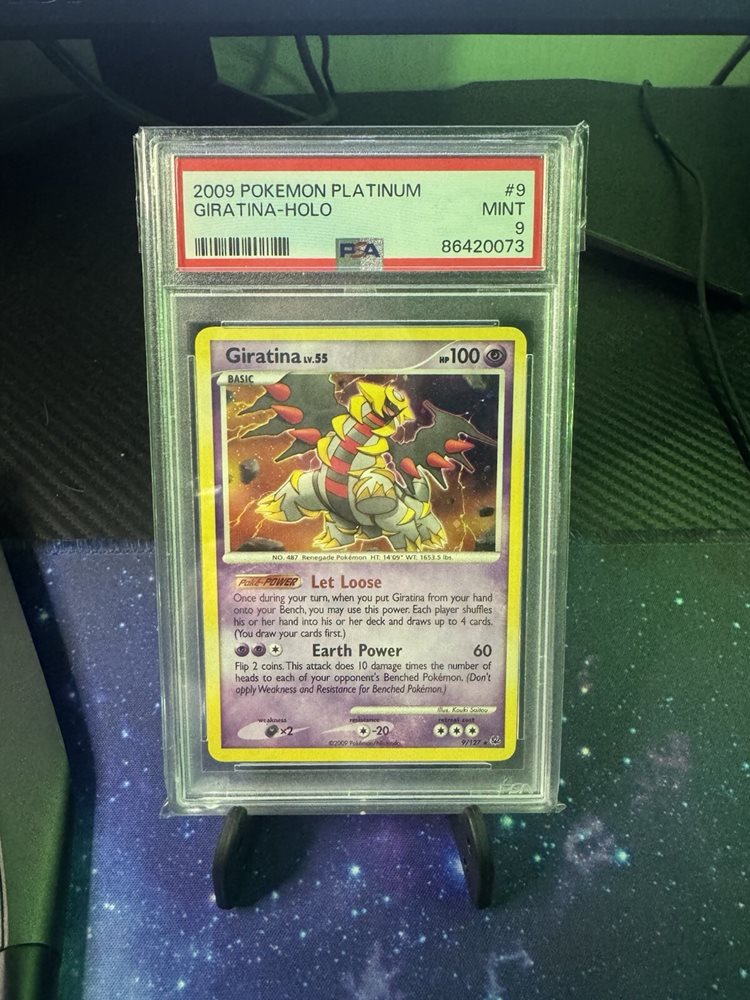 2009 POKEMON PLATINUM #9
GIRATINA-HOLO MINT
9
PSA 86420073
Giratina LV.55 HP 100
BASIC
NO. 487 Renegade Pokémon HT: 14'09" WT: 1653.5 lbs.
Poké-POWER Let Loose
Once during your turn, when you put Giratina from your hand
onto your Bench, you may use this power. Each player shuffles
his or her hand into his or her deck and draws up to 4 cards.
(You draw your cards first.)
Earth Power 60
Flip 2 coins. This attack does 10 damage times the number of
heads to each of your opponent's Benched Pokémon. (Don't
apply Weakness and Resistance for Benched Pokémon.)
Illus. Kouki Saitou
weakness resistance retreat cost
×2 -20
©2009 Pokémon/Nintendo 9/127